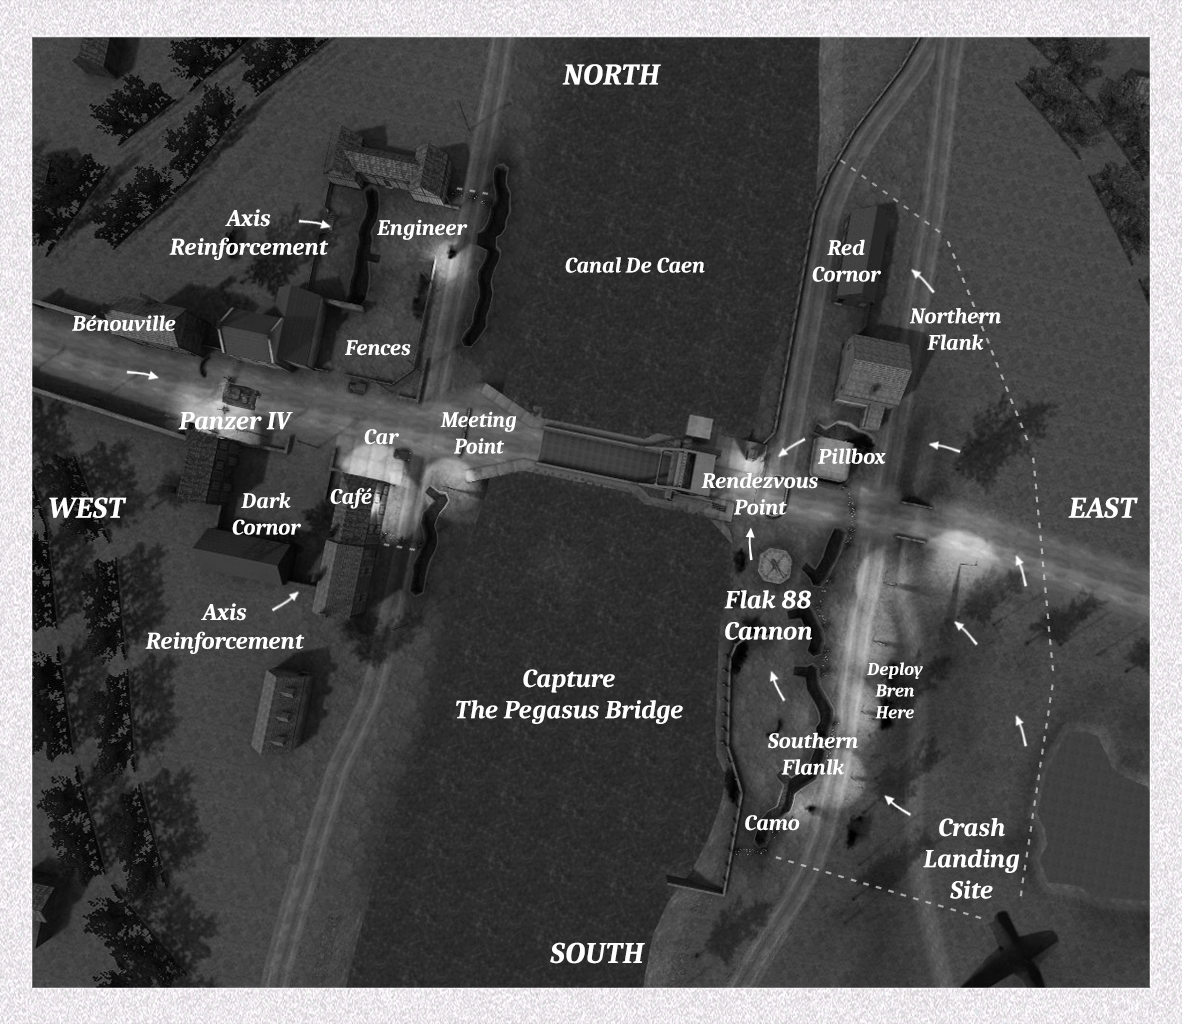 NORTH
Axis
Reinforcement
Engineer
Canal De Caen
Red
Cornor
Northern
Flank
Bénouville
Fences
Panzer IV
Car
Meeting
Point
Pillbox
Rendezvous
Point
WEST
Dark
Cornor
Café
EAST
Axis
Reinforcement
Flak 88
Cannon
Capture
The Pegasus Bridge
Deploy
Bren
Here
Southern
Flanlk
Camo
Crash
Landing
Site
SOUTH